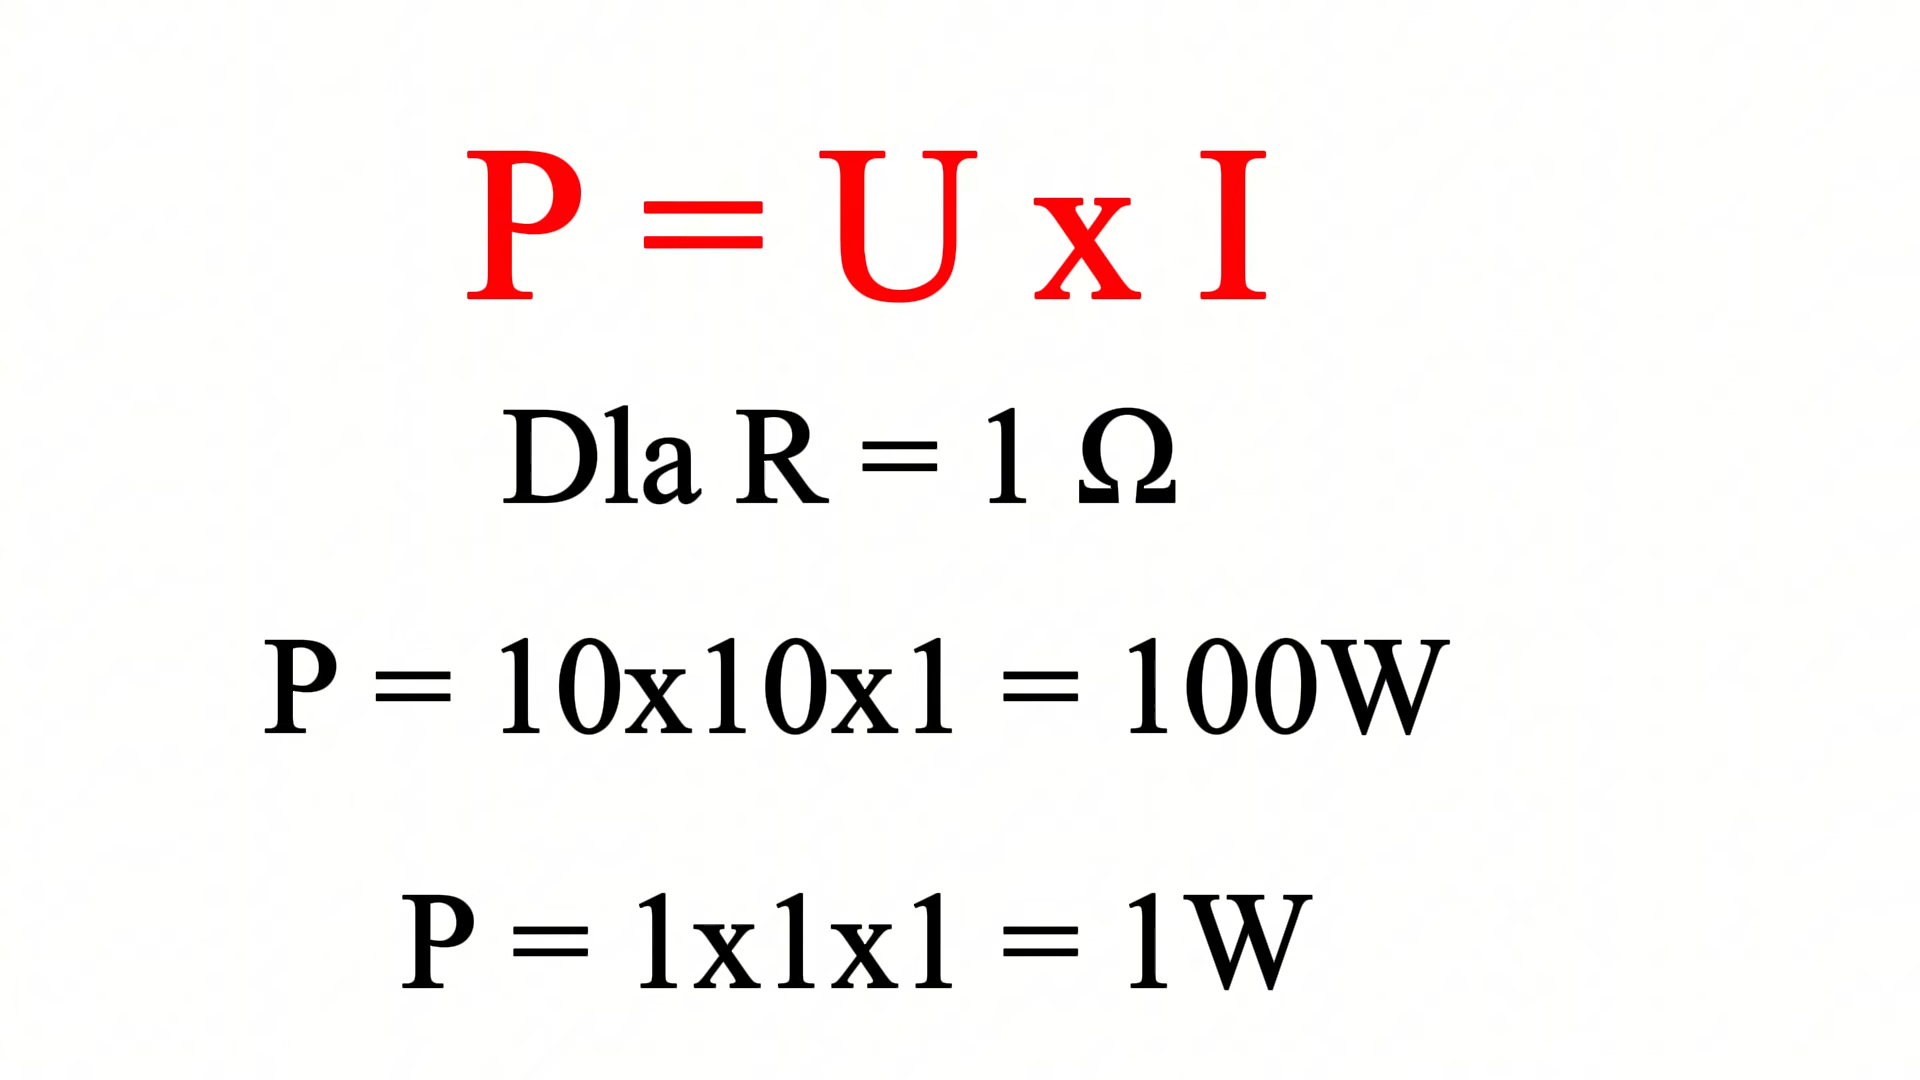 P = U x I
Dla R = 1 Ω
P = 10x10x1 = 100W
P = 1x1x1 = 1W